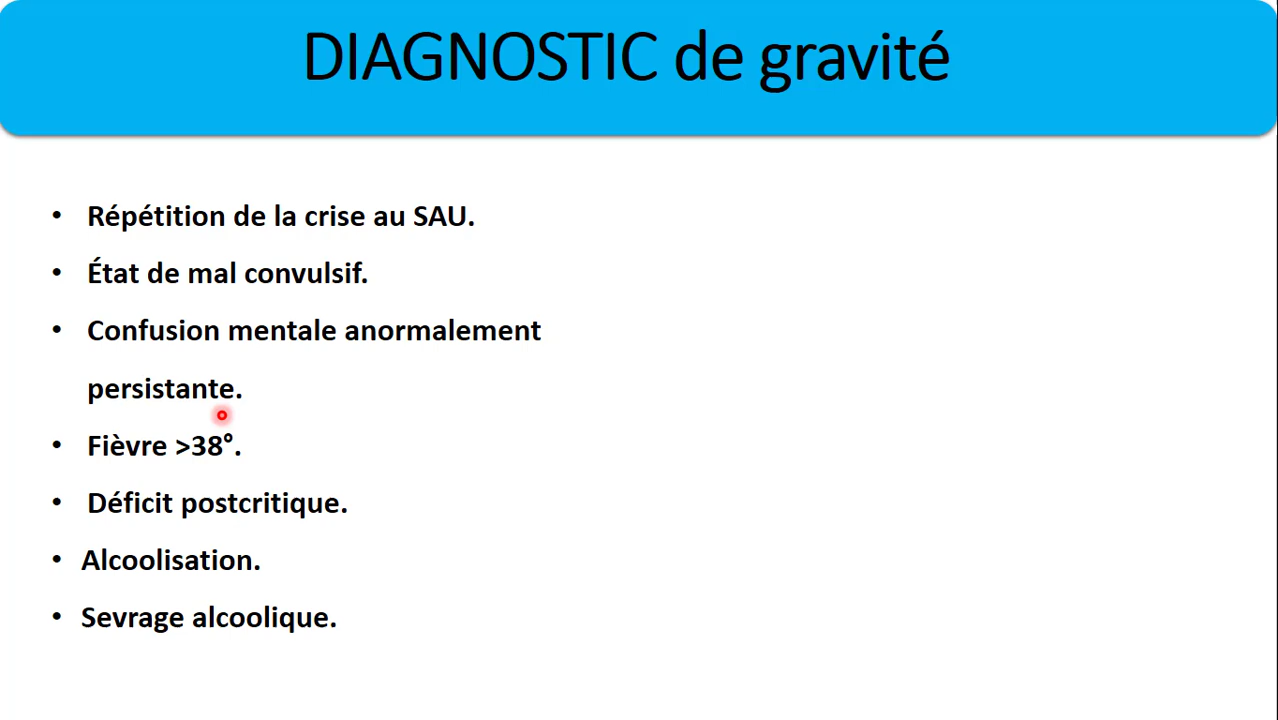 DIAGNOSTIC de gravité
• Répétition de la crise au SAU.
• État de mal convulsif.
• Confusion mentale anormalement
persistante.
• Fièvre >38°.
• Déficit postcritique.
• Alcoolisation.
• Sevrage alcoolique.